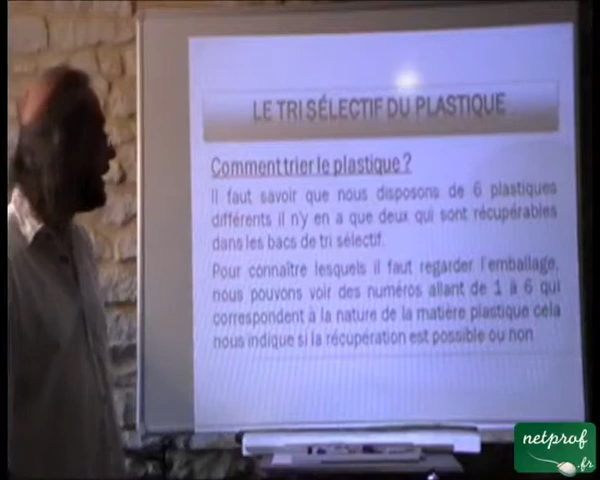 LE TRI SÉLECTIF DU PLASTIQUE
Comment trier le plastique ?
Il faut savoir que nous disposons de 6 plastiques
différents il n'y en a que deux qui sont récupérables
dans les bacs de tri sélectif.
Pour connaître lesquels il faut regarder l'emballage,
nous pouvons voir des numéros allant de 1 à 6 qui
correspondent à la nature de la matière plastique cela
nous indique si la récupération est possible ou non
netprof
.fr